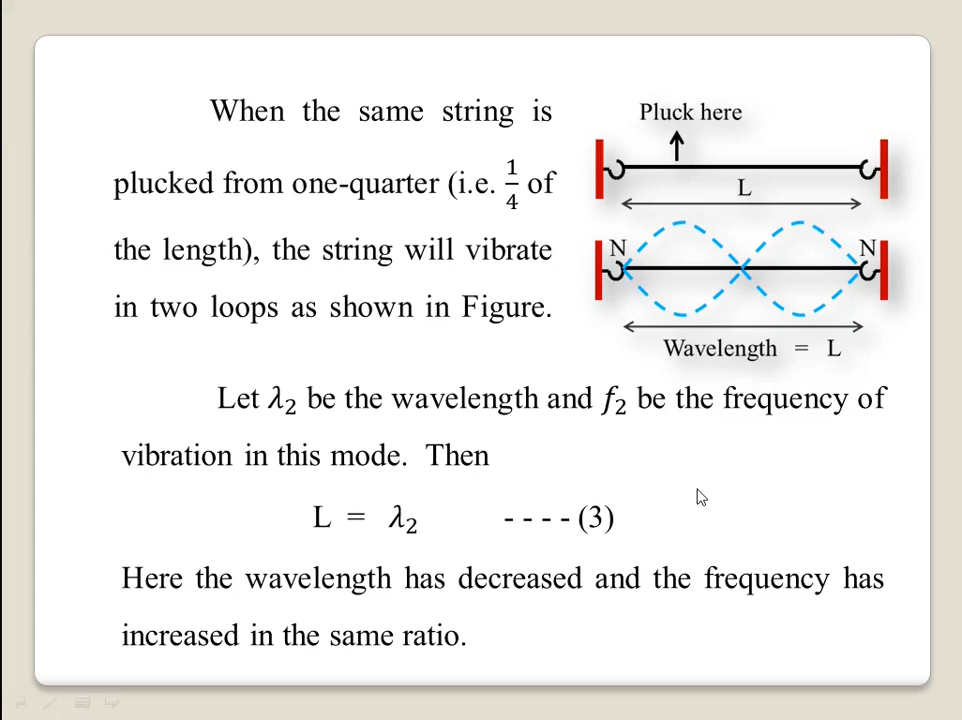 When the same string is
plucked from one-quarter (i.e. 1/4 of
the length), the string will vibrate
in two loops as shown in Figure.
Pluck here
L
N N
Wavelength = L
Let λ₂ be the wavelength and f₂ be the frequency of
vibration in this mode. Then
L = λ₂ - - - - (3)
Here the wavelength has decreased and the frequency has
increased in the same ratio.